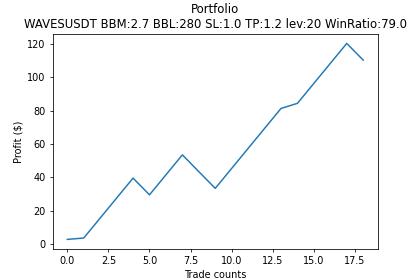 Portfolio
WAVESUSDT BBM:2.7 BBL:280 SL:1.0 TP:1.2 lev:20 WinRatio:79.0
120
100
80
60
40
20
0
Profit ($)
0.0 2.5 5.0 7.5 10.0 12.5 15.0 17.5
Trade counts